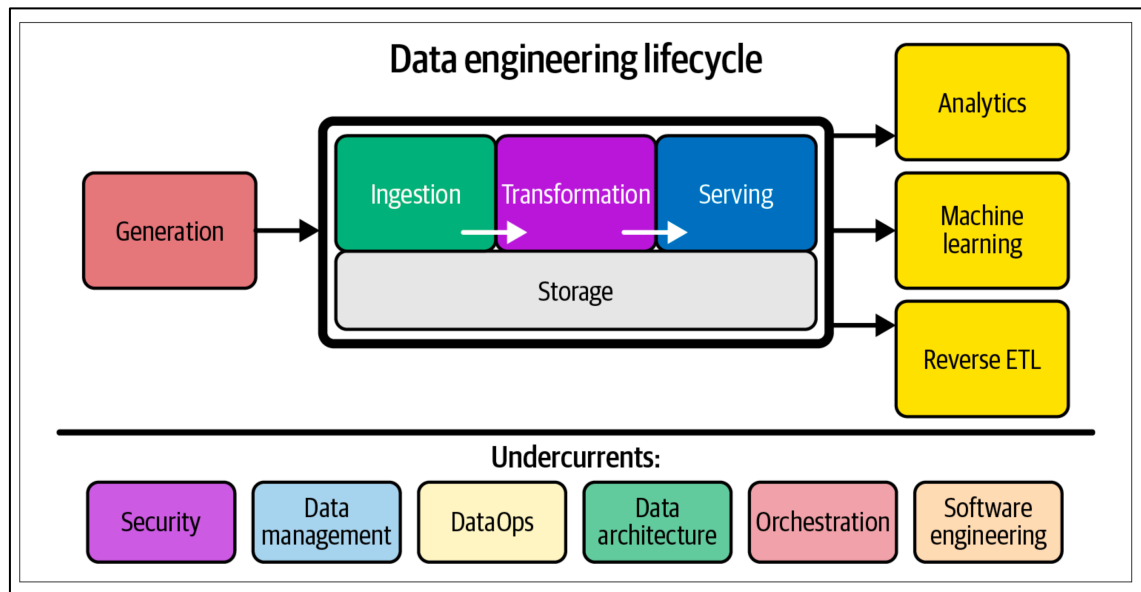 Data engineering lifecycle
Generation
Ingestion
Transformation
Serving
Storage
Analytics
Machine
learning
Reverse ETL
Undercurrents:
Security
Data
management
DataOps
Data
architecture
Orchestration
Software
engineering